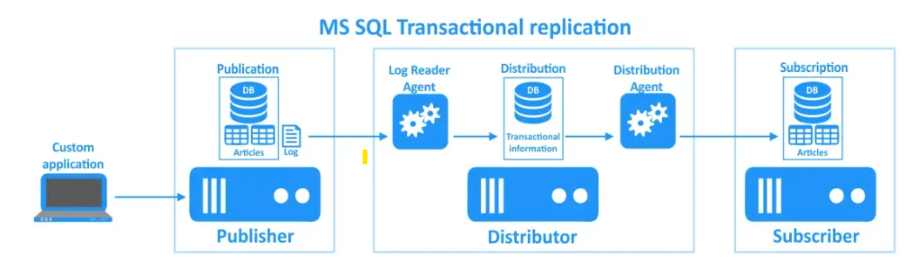 MS SQL Transactional replication
Custom
application
Publication
DB
Articles
Log
Publisher
Log Reader
Agent
Distribution
DB
Transactional
information
Distribution
Agent
Distributor
Subscription
DB
Articles
Subscriber